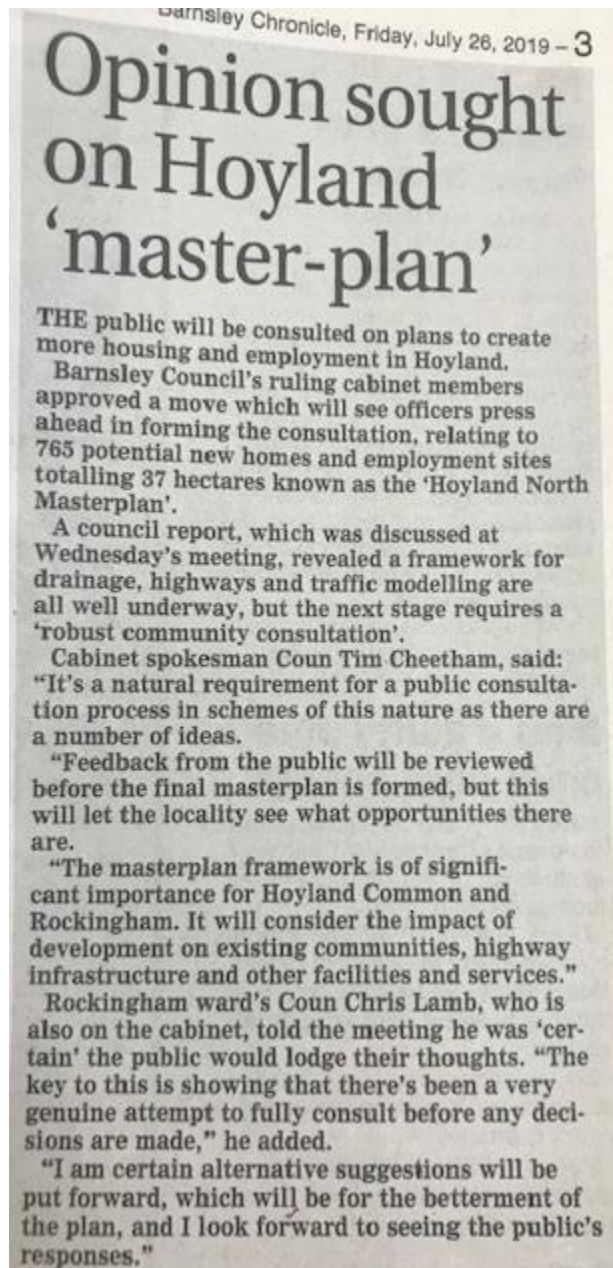 Barnsley Chronicle, Friday, July 26, 2019 – 3
Opinion sought
on Hoyland
‘master-plan’
THE public will be consulted on plans to create
more housing and employment in Hoyland.
Barnsley Council’s ruling cabinet members
approved a move which will see officers press
ahead in forming the consultation, relating to
765 potential new homes and employment sites
totalling 37 hectares known as the ‘Hoyland North
Masterplan’.
A council report, which was discussed at
Wednesday’s meeting, revealed a framework for
drainage, highways and traffic modelling are
all well underway, but the next stage requires a
‘robust community consultation’.
Cabinet spokesman Coun Tim Cheetham, said:
“It’s a natural requirement for a public consulta-
tion process in schemes of this nature as there are
a number of ideas.
“Feedback from the public will be reviewed
before the final masterplan is formed, but this
will let the locality see what opportunities there
are.
“The masterplan framework is of signifi-
cant importance for Hoyland Common and
Rockingham. It will consider the impact of
development on existing communities, highway
infrastructure and other facilities and services.”
Rockingham ward’s Coun Chris Lamb, who is
also on the cabinet, told the meeting he was ‘cer-
tain’ the public would lodge their thoughts. “The
key to this is showing that there’s been a very
genuine attempt to fully consult before any deci-
sions are made,” he added.
“I am certain alternative suggestions will be
put forward, which will be for the betterment of
the plan, and I look forward to seeing the public’s
responses.”